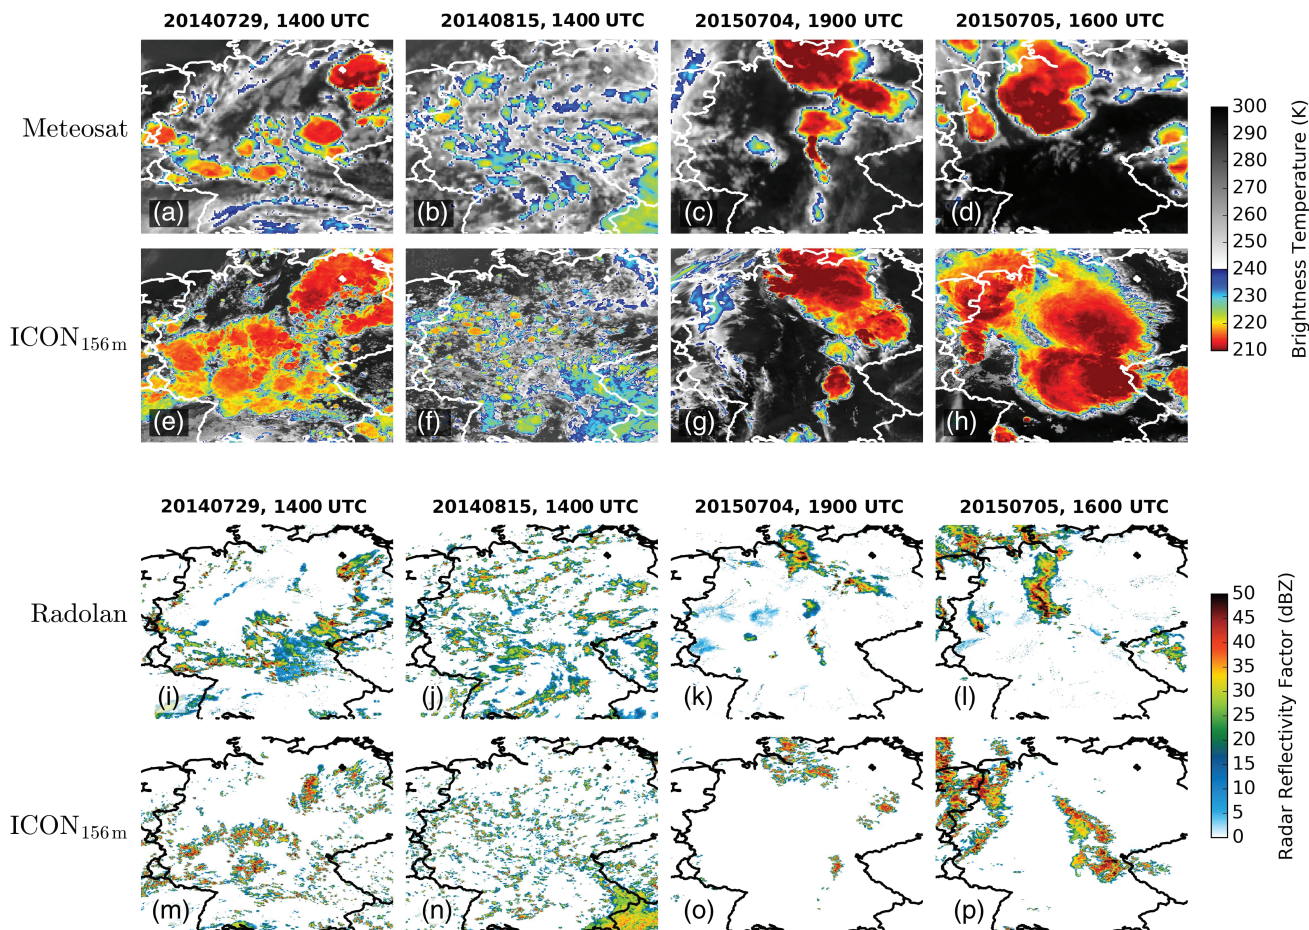 20140729, 1400 UTC 20140815, 1400 UTC 20150704, 1900 UTC 20150705, 1600 UTC
Meteosat
(a) (b) (c) (d)
ICON156 m
(e) (f) (g) (h)
300
290
280
270
260
250
240
230
220
210
Brightness Temperature (K)
20140729, 1400 UTC 20140815, 1400 UTC 20150704, 1900 UTC 20150705, 1600 UTC
Radolan
(i) (j) (k) (l)
ICON156 m
(m) (n) (o) (p)
50
45
40
35
30
25
20
15
10
5
0
Radar Reflectivity Factor (dBZ)